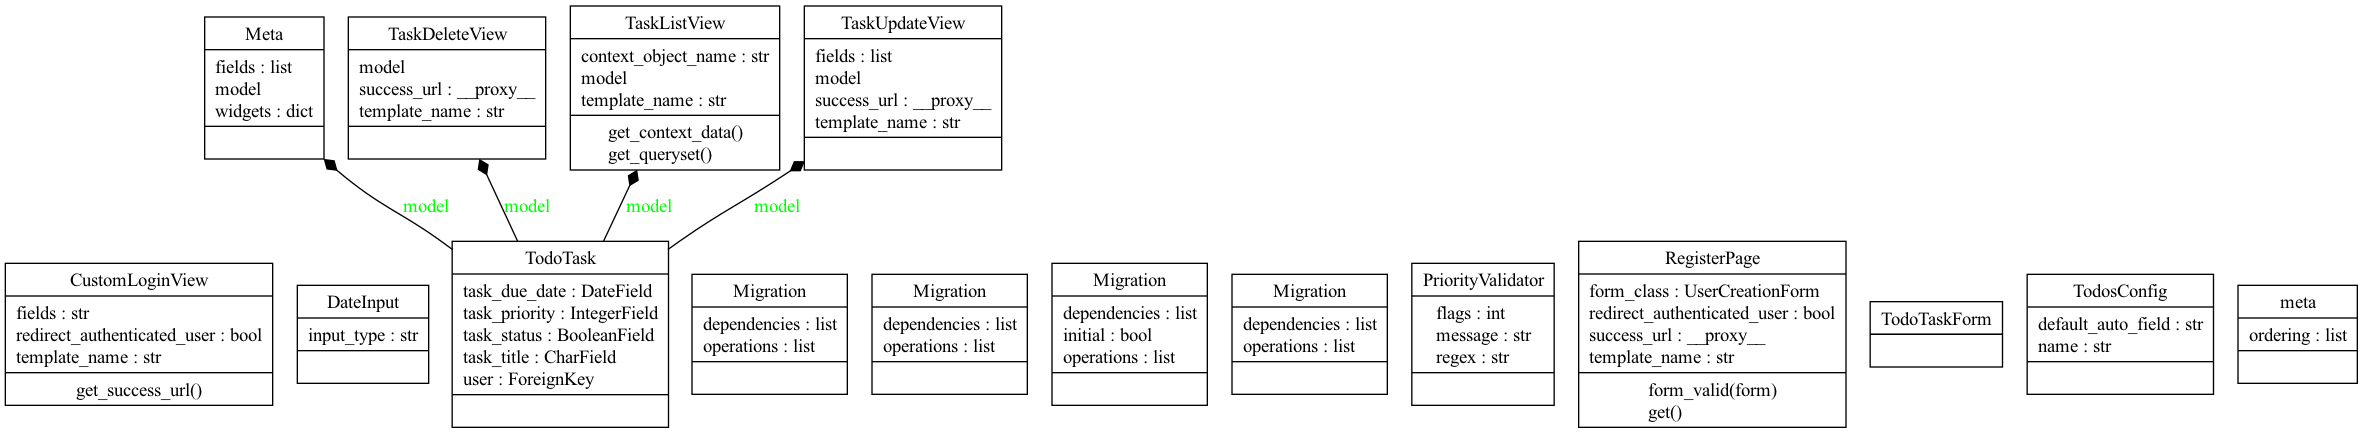 Meta
fields : list
model
widgets : dict
TaskDeleteView
model
success_url : __proxy__
template_name : str
TaskListView
context_object_name : str
model
template_name : str
get_context_data()
get_queryset()
TaskUpdateView
fields : list
model
success_url : __proxy__
template_name : str
model
model
model
model
CustomLoginView
fields : str
redirect_authenticated_user : bool
template_name : str
get_success_url()
DateInput
input_type : str
TodoTask
task_due_date : DateField
task_priority : IntegerField
task_status : BooleanField
task_title : CharField
user : ForeignKey
Migration
dependencies : list
operations : list
Migration
dependencies : list
operations : list
Migration
dependencies : list
initial : bool
operations : list
Migration
dependencies : list
operations : list
PriorityValidator
flags : int
message : str
regex : str
RegisterPage
form_class : UserCreationForm
redirect_authenticated_user : bool
success_url : __proxy__
template_name : str
form_valid(form)
get()
TodoTaskForm
TodosConfig
default_auto_field : str
name : str
meta
ordering : list